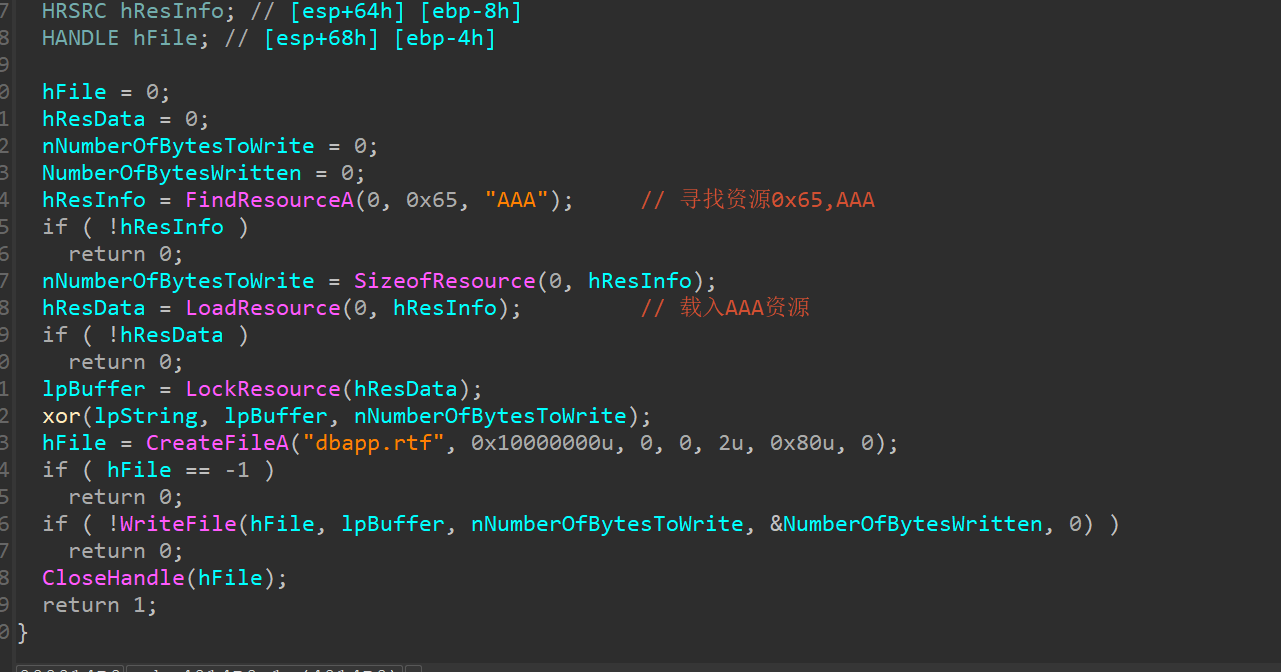 7 HRSRC hResInfo; // [esp+64h] [ebp-8h]
8 HANDLE hFile; // [esp+68h] [ebp-4h]
9
0 hFile = 0;
1 hResData = 0;
2 nNumberOfBytesToWrite = 0;
3 NumberOfBytesWritten = 0;
4 hResInfo = FindResourceA(0, 0x65, "AAA"); // 寻找资源0x65,AAA
5 if ( !hResInfo )
6 return 0;
7 nNumberOfBytesToWrite = SizeofResource(0, hResInfo);
8 hResData = LoadResource(0, hResInfo); // 载入AAA资源
9 if ( !hResData )
0 return 0;
1 lpBuffer = LockResource(hResData);
2 xor(lpString, lpBuffer, nNumberOfBytesToWrite);
3 hFile = CreateFileA("dbapp.rtf", 0x10000000u, 0, 0, 2u, 0x80u, 0);
4 if ( hFile == -1 )
5 return 0;
6 if ( !WriteFile(hFile, lpBuffer, nNumberOfBytesToWrite, &NumberOfBytesWritten, 0) )
7 return 0;
8 CloseHandle(hFile);
9 return 1;
0 }